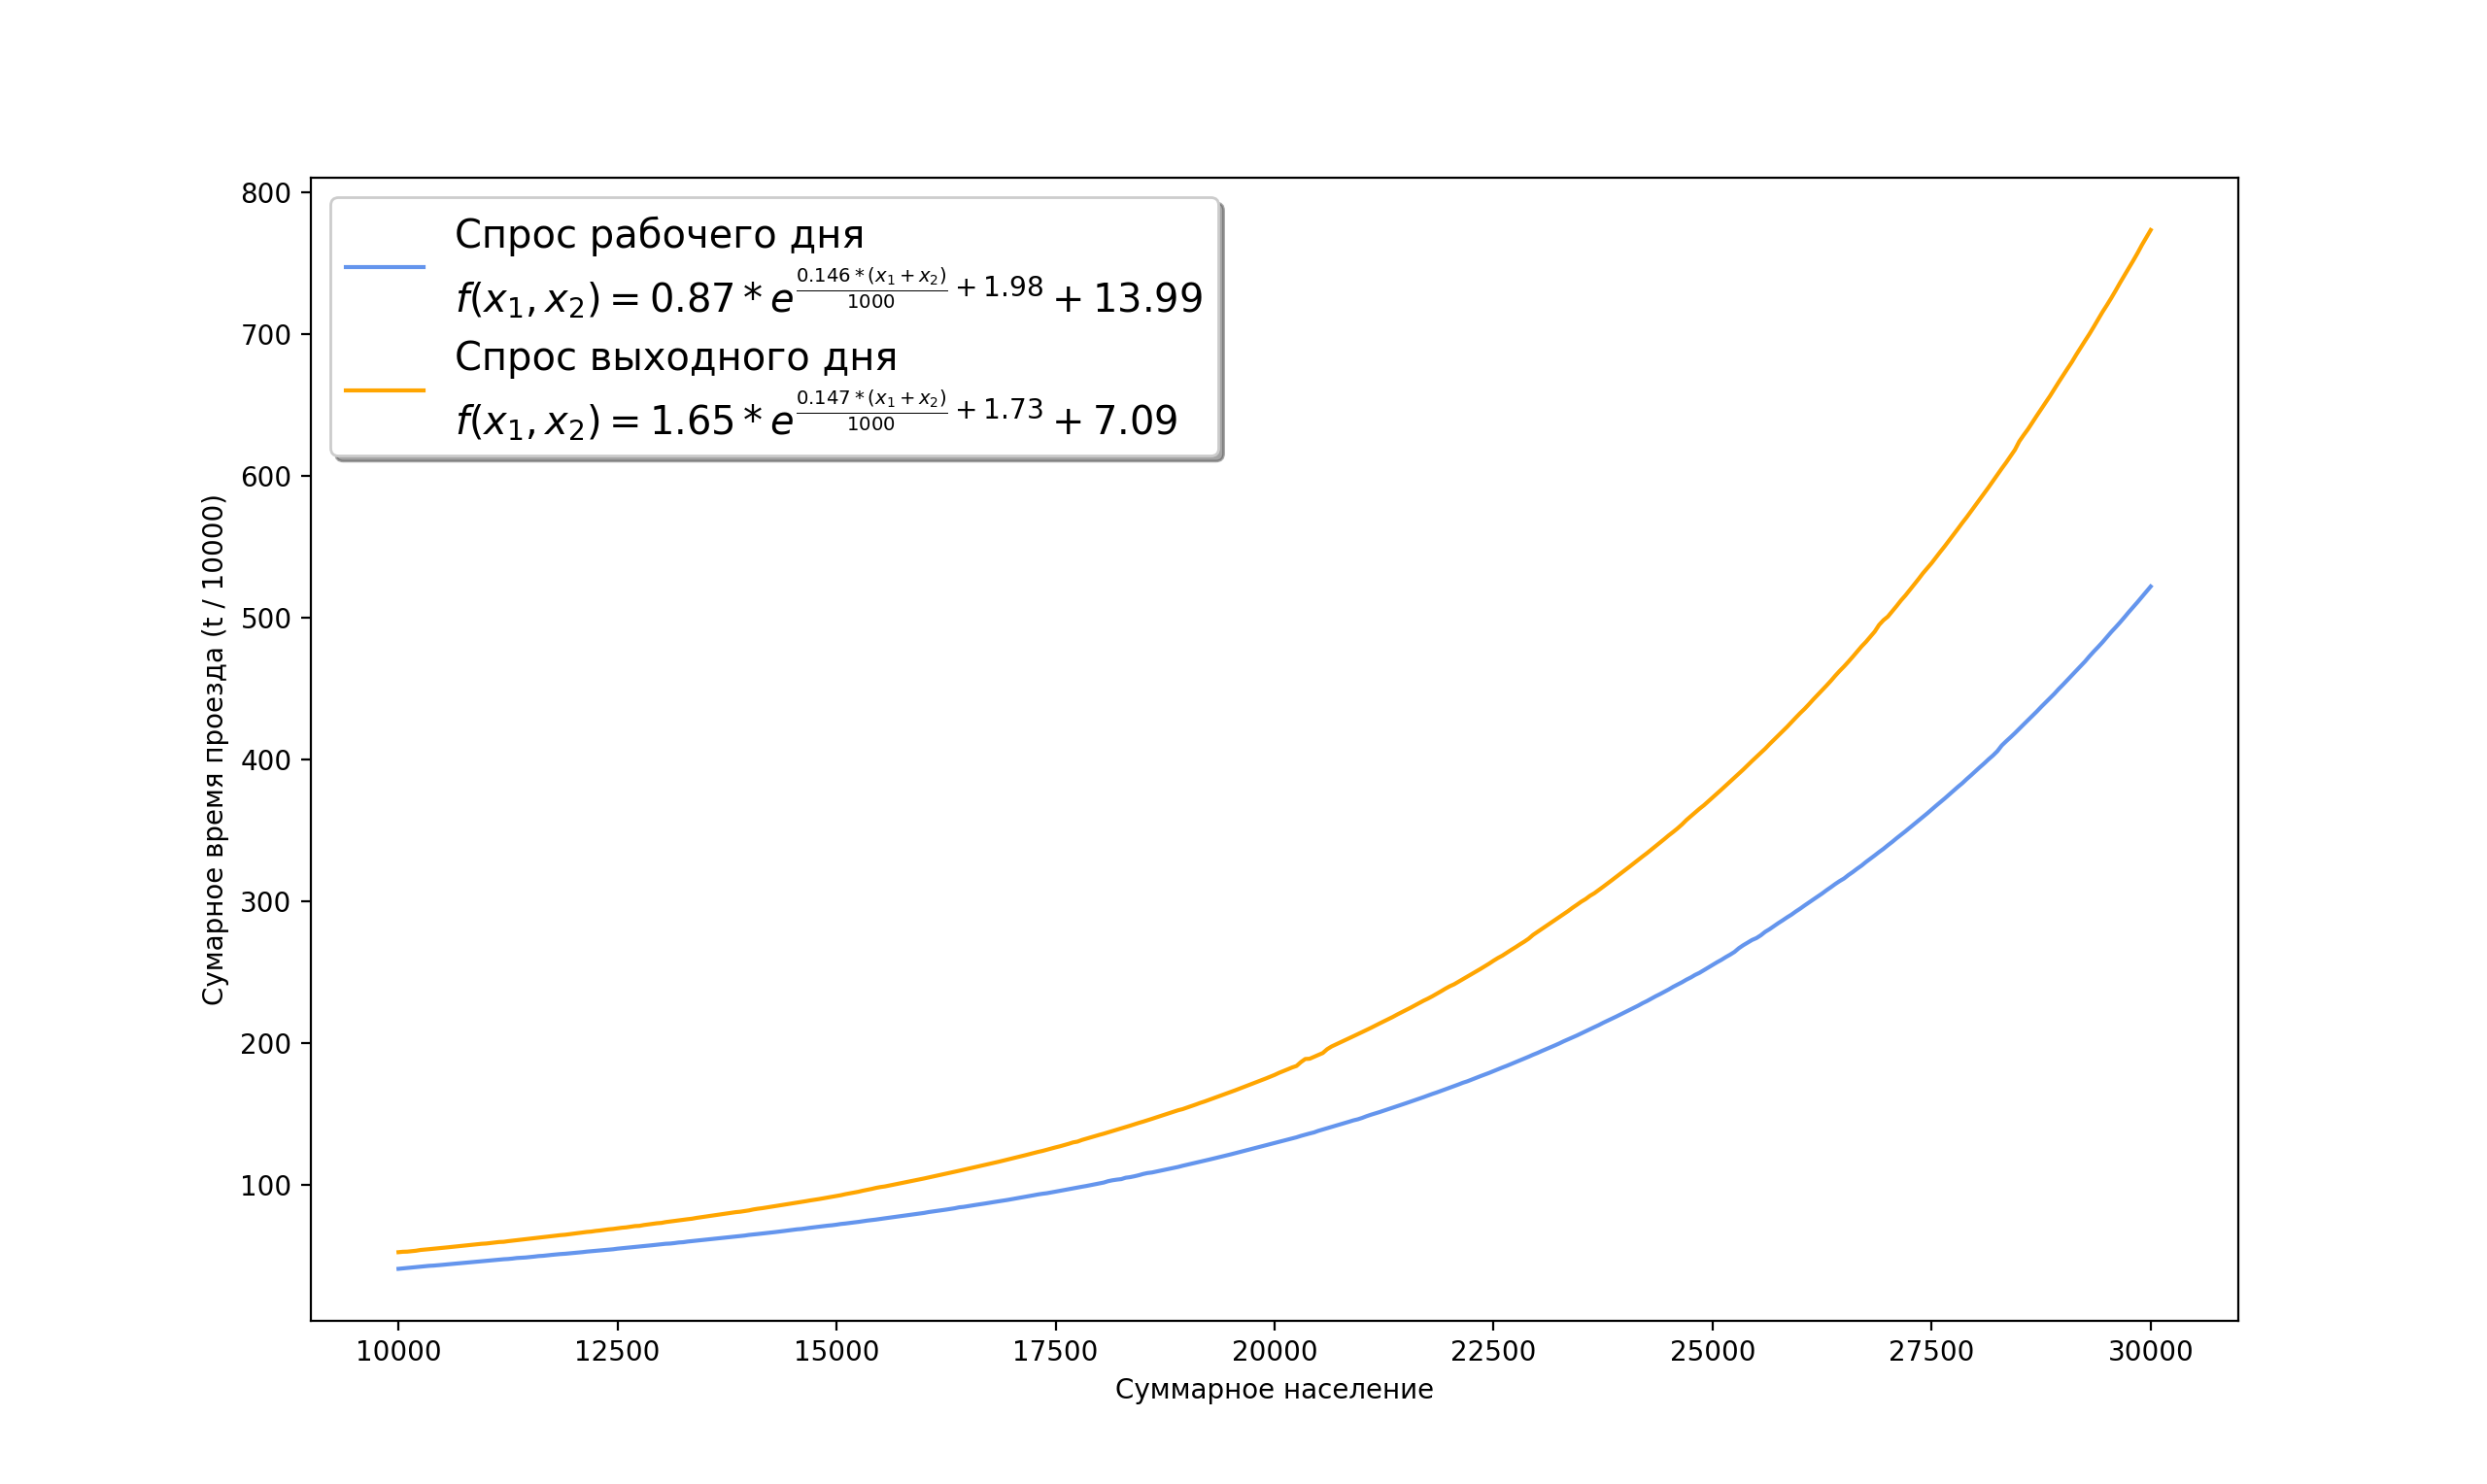 Спрос рабочего дня
f(x₁, x₂) = 0.87 * e^{\frac{0.146 * (x₁ + x₂)}{1000} + 1.98} + 13.99
Спрос выходного дня
f(x₁, x₂) = 1.65 * e^{\frac{0.147 * (x₁ + x₂)}{1000} + 1.73} + 7.09
Сумарное время проезда (t / 10000)
800
700
600
500
400
300
200
100
10000 12500 15000 17500 20000 22500 25000 27500 30000
Суммарное население